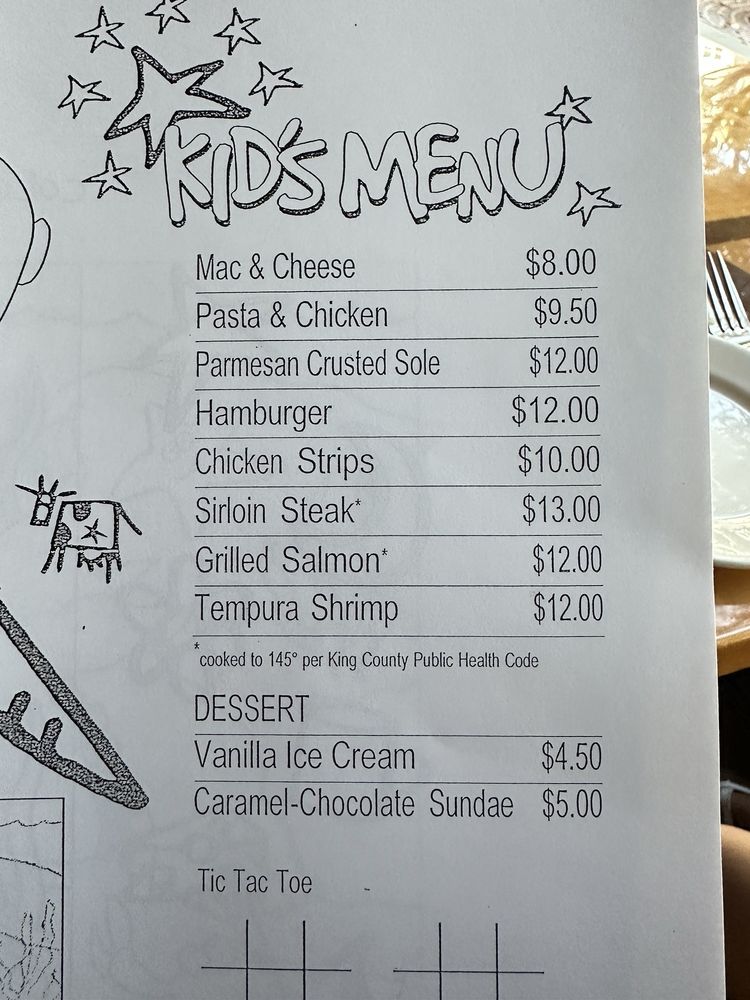 KID'S MENU
Mac & Cheese $8.00
Pasta & Chicken $9.50
Parmesan Crusted Sole $12.00
Hamburger $12.00
Chicken Strips $10.00
Sirloin Steak* $13.00
Grilled Salmon* $12.00
Tempura Shrimp $12.00
*cooked to 145° per King County Public Health Code
DESSERT
Vanilla Ice Cream $4.50
Caramel-Chocolate Sundae $5.00
Tic Tac Toe